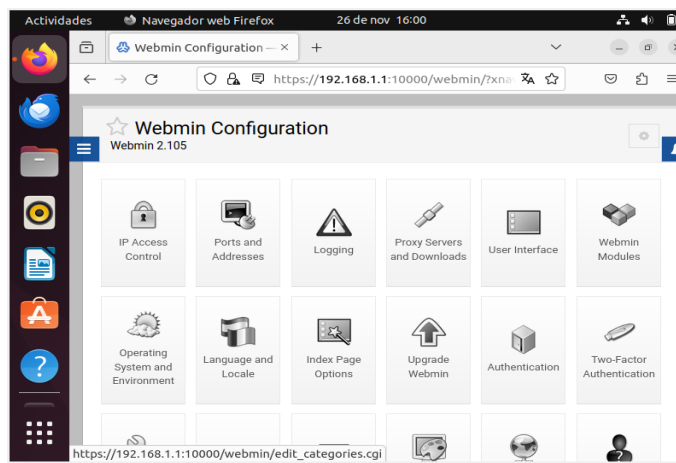 Actividades
Navegador web Firefox
26 de nov 16:00
Webmin Configuration —
https://192.168.1.1:10000/webmin/?xna
Webmin Configuration
Webmin 2.105
IP Access
Control
Ports and
Addresses
Logging
Proxy Servers
and Downloads
User Interface
Webmin
Modules
Operating
System and
Environment
Language and
Locale
Index Page
Options
Upgrade
Webmin
Authentication
Two-Factor
Authentication
https://192.168.1.1:10000/webmin/edit_categories.cgi